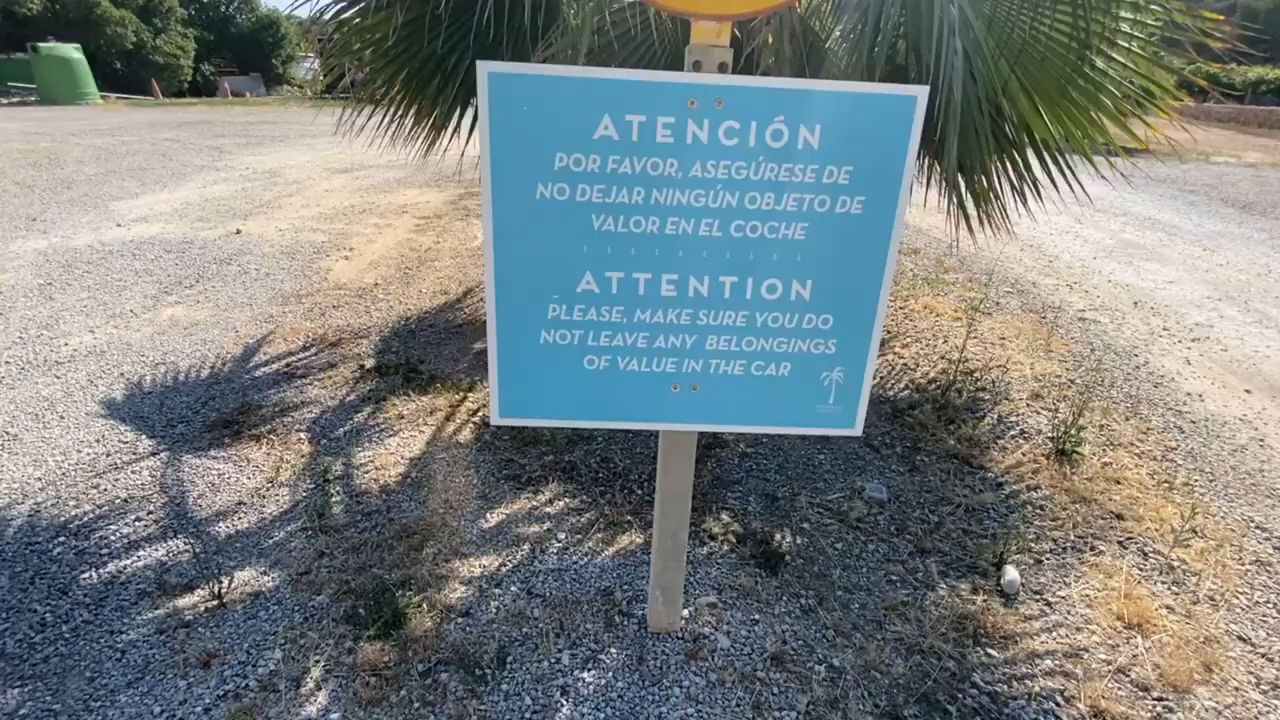 ATENCIÓN
POR FAVOR, ASEGÚRESE DE
NO DEJAR NINGÚN OBJETO DE
VALOR EN EL COCHE
ATTENTION
PLEASE, MAKE SURE YOU DO
NOT LEAVE ANY BELONGINGS
OF VALUE IN THE CAR